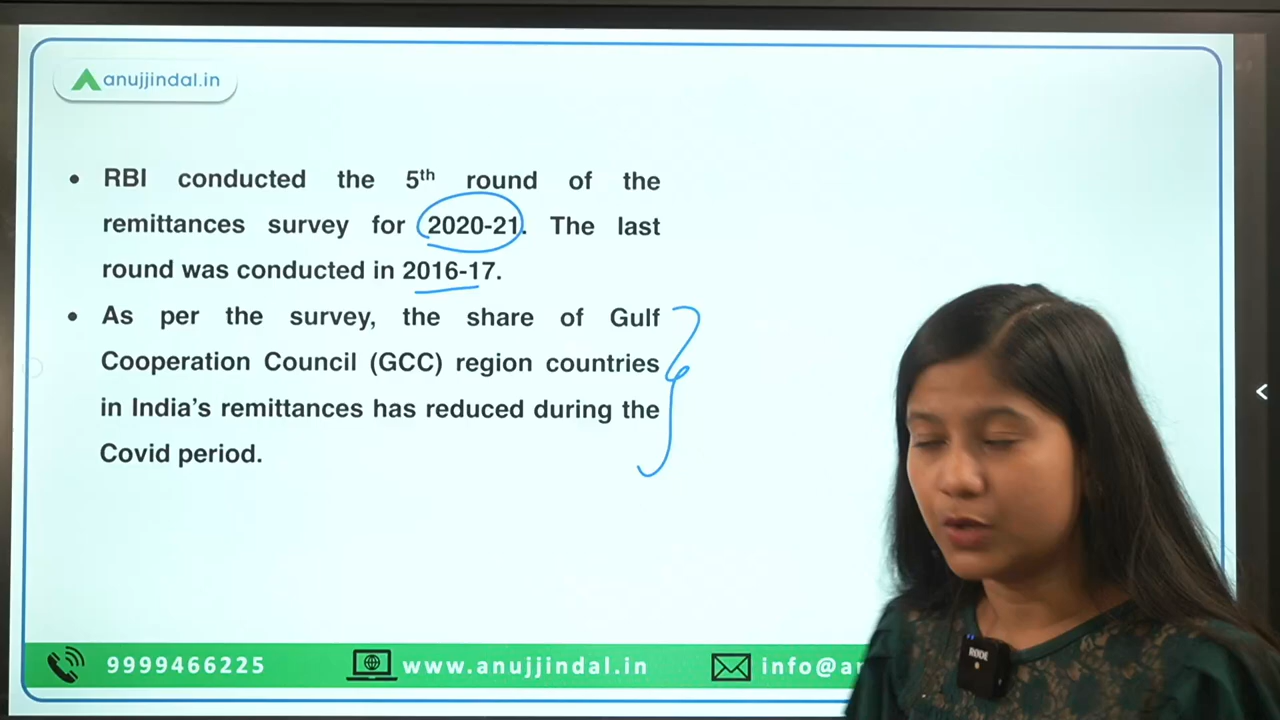 anujjindal.in
• RBI conducted the 5th round of the
remittances survey for 2020-21. The last
round was conducted in 2016-17.
• As per the survey, the share of Gulf
Cooperation Council (GCC) region countries
in India's remittances has reduced during the
Covid period.
9999466225 www.anujjindal.in info@a
RODE